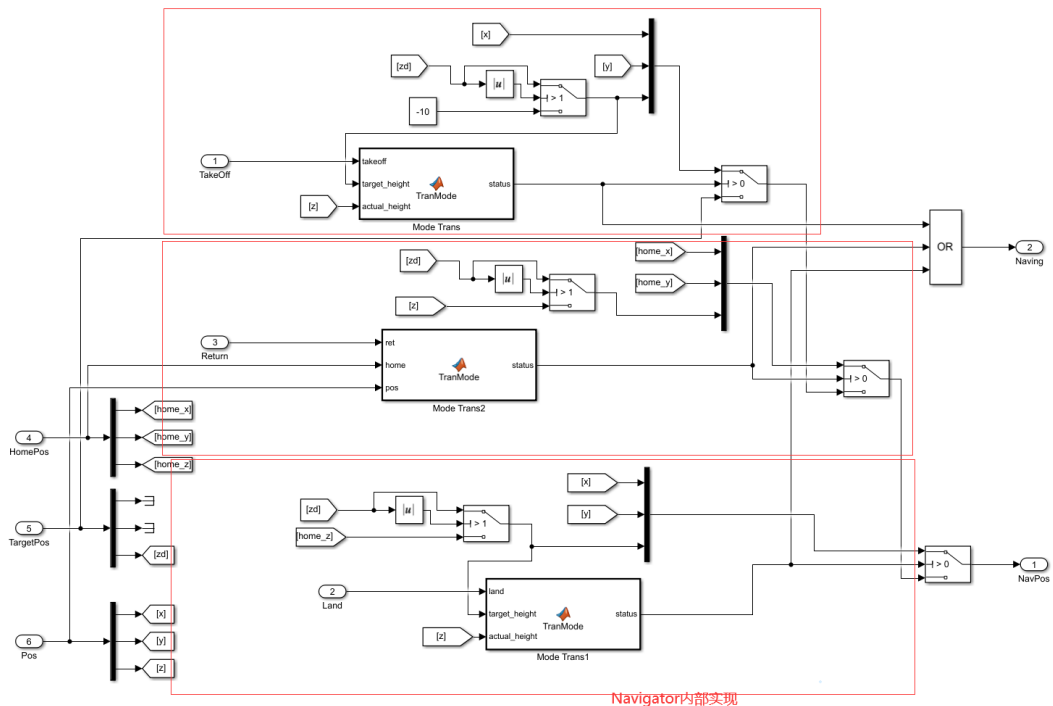 [x]
[zd]
|u|
[y]
> 1
-10
1
TakeOff
takeoff
target_height
actual_height
TranMode
status
[z]
Mode Trans
> 0
OR
2
Naving
[home_x]
[zd]
|u|
[home_y]
> 1
[z]
3
Return
ret
home
pos
TranMode
status
Mode Trans2
> 0
4
HomePos
[home_x]
[home_y]
[home_z]
5
TargetPos
[zd]
6
Pos
[x]
[y]
[z]
[x]
[zd]
|u|
[y]
> 1
[home_z]
2
Land
land
target_height
actual_height
TranMode
status
[z]
Mode Trans1
> 0
1
NavPos
Navigator内部实现